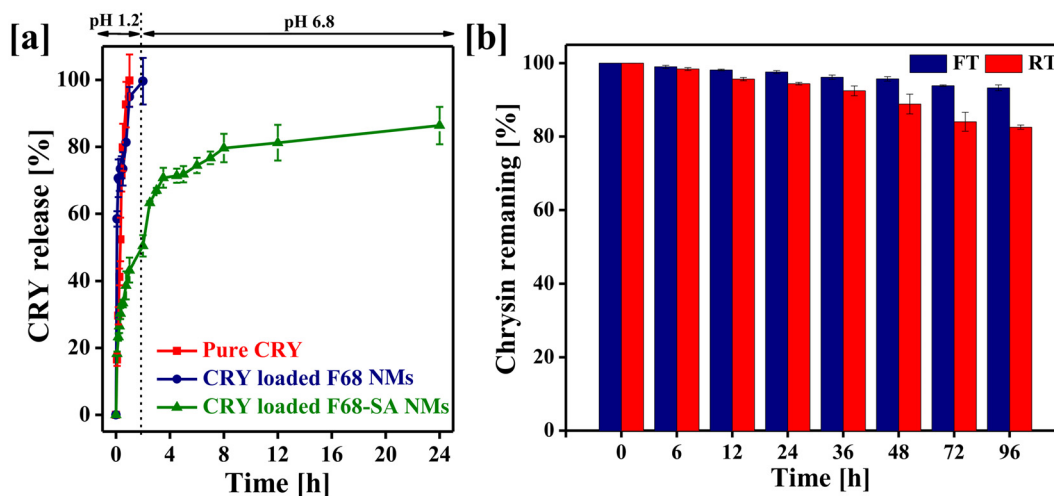 pH 1.2
pH 6.8
[a]
CRY release [%]
100
80
60
40
20
0
Pure CRY
CRY loaded F68 NMs
CRY loaded F68-SA NMs
0 4 8 12 16 20 24
Time [h]
[b]
Chrysin remaining [%]
100
80
60
40
20
0
FT RT
0 6 12 24 36 48 72 96
Time [h]